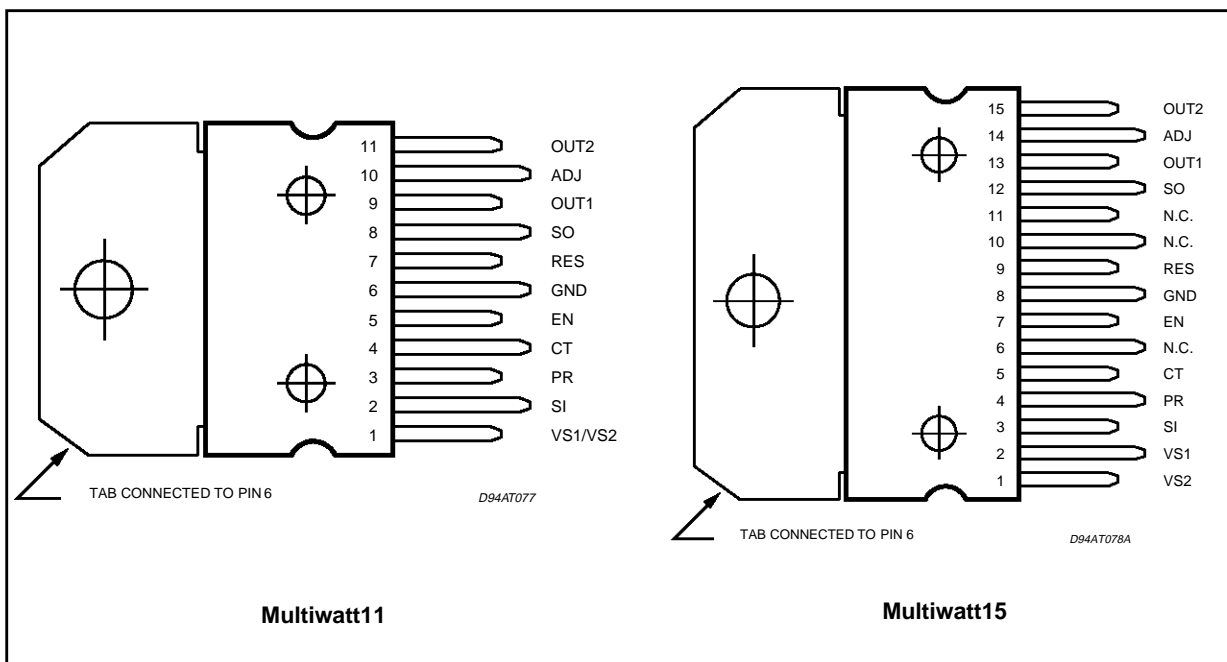 11 OUT2
10 ADJ
9 OUT1
8 SO
7 RES
6 GND
5 EN
4 CT
3 PR
2 SI
1 VS1/VS2
TAB CONNECTED TO PIN 6
D94AT077
Multiwatt11
15 OUT2
14 ADJ
13 OUT1
12 SO
11 N.C.
10 N.C.
9 RES
8 GND
7 EN
6 N.C.
5 CT
4 PR
3 SI
2 VS1
1 VS2
TAB CONNECTED TO PIN 6
D94AT078A
Multiwatt15